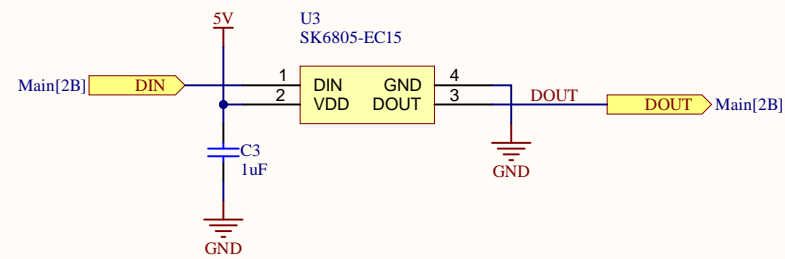 5V
U3
SK6805-EC15
Main[2B] DIN 1 DIN GND 4
2 VDD DOUT 3 DOUT DOUT Main[2B]
C3
1uF
GND
GND